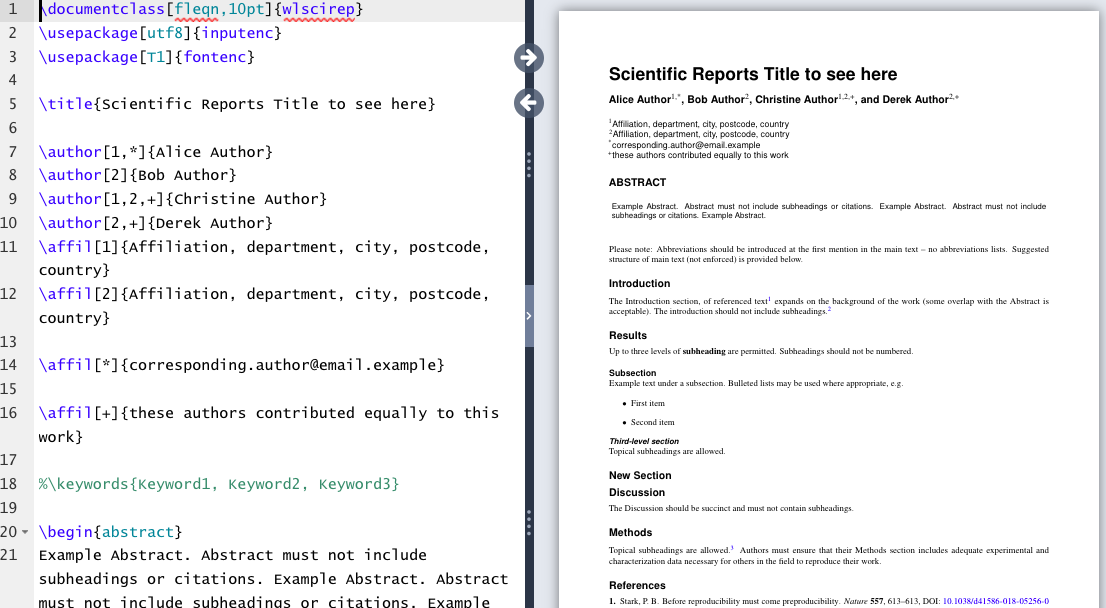 1 \documentclass[fleqn,10pt]{wlscirep}
2 \usepackage[utf8]{inputenc}
3 \usepackage[T1]{fontenc}
4
5 \title{Scientific Reports Title to see here}
6
7 \author[1,*]{Alice Author}
8 \author[2]{Bob Author}
9 \author[1,2,+]{Christine Author}
10 \author[2,+]{Derek Author}
11 \affil[1]{Affiliation, department, city, postcode,
country}
12 \affil[2]{Affiliation, department, city, postcode,
country}
13
14 \affil[*]{corresponding.author@email.example}
15
16 \affil[+]{these authors contributed equally to this
work}
17
18 %\keywords{Keyword1, Keyword2, Keyword3}
19
20 \begin{abstract}
21 Example Abstract. Abstract must not include
subheadings or citations. Example Abstract. Abstract
must not include subheadings or citations. Example
Scientific Reports Title to see here
Alice Author1,*, Bob Author2, Christine Author1,2,+, and Derek Author2,+
1Affiliation, department, city, postcode, country
2Affiliation, department, city, postcode, country
*corresponding.author@email.example
+these authors contributed equally to this work
ABSTRACT
Example Abstract. Abstract must not include subheadings or citations. Example Abstract. Abstract must not include
subheadings or citations. Example Abstract.
Please note: Abbreviations should be introduced at the first mention in the main text – no abbreviations lists. Suggested
structure of main text (not enforced) is provided below.
Introduction
The Introduction section, of referenced text1 expands on the background of the work (some overlap with the Abstract is
acceptable). The introduction should not include subheadings.2
Results
Up to three levels of subheading are permitted. Subheadings should not be numbered.
Subsection
Example text under a subsection. Bulleted lists may be used where appropriate, e.g.
• First item
• Second item
Third-level section
Topical subheadings are allowed.
New Section
Discussion
The Discussion should be succinct and must not contain subheadings.
Methods
Topical subheadings are allowed.3 Authors must ensure that their Methods section includes adequate experimental and
characterization data necessary for others in the field to reproduce their work.
References
1. Stark, P. B. Before reproducibility must come preproducibility. Nature 557, 613–613, DOI: 10.1038/d41586-018-05256-0